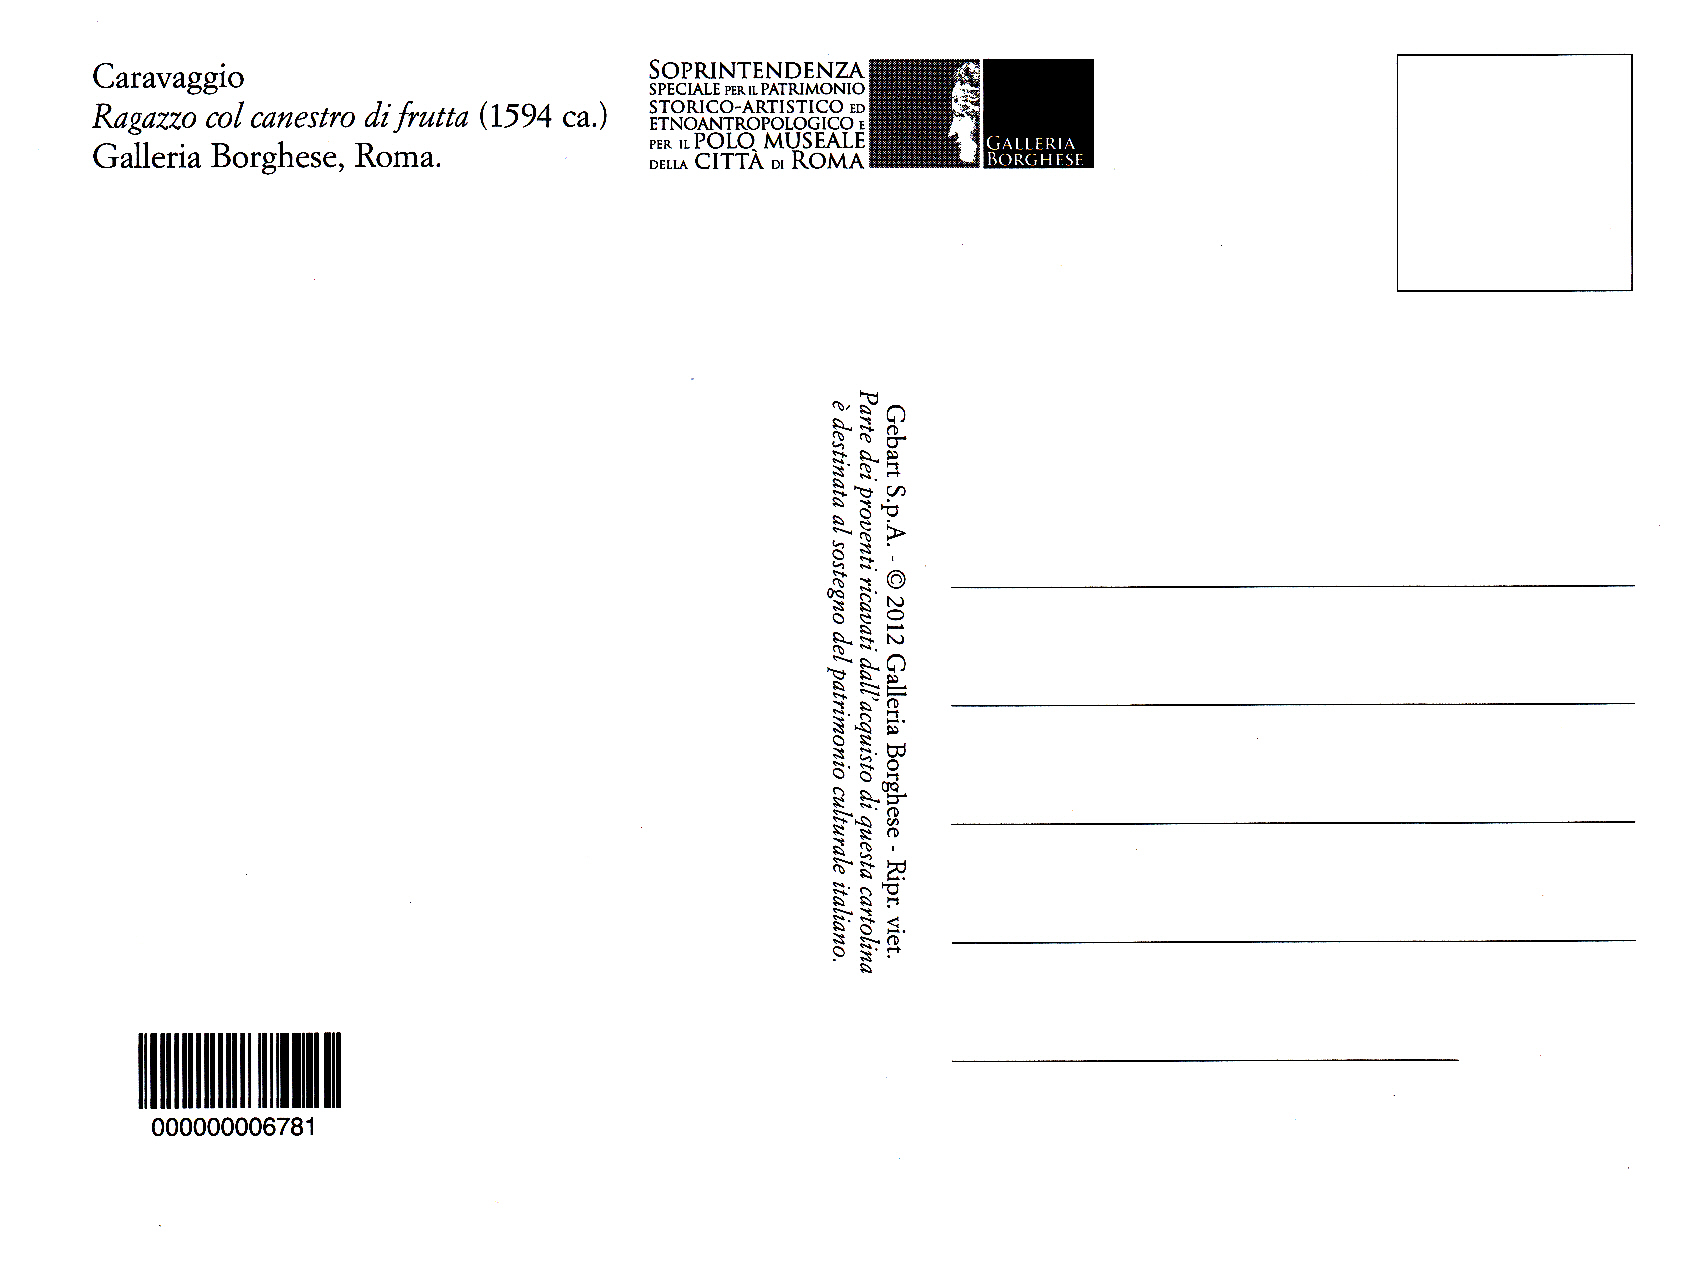 Caravaggio
Ragazzo col canestro di frutta (1594 ca.)
Galleria Borghese, Roma.
SOPRINTENDENZA
SPECIALE PER IL PATRIMONIO
STORICO-ARTISTICO ED
ETNOANTROPOLOGICO E
PER IL POLO MUSEALE
DELLA CITTÀ DI ROMA
GALLERIA
BORGHESE
Gebart S.p.A. - © 2012 Galleria Borghese - Ripr. viet.
Parte dei proventi ricavati dall'acquisto di questa cartolina
è destinata al sostegno del patrimonio culturale italiano.
000000006781